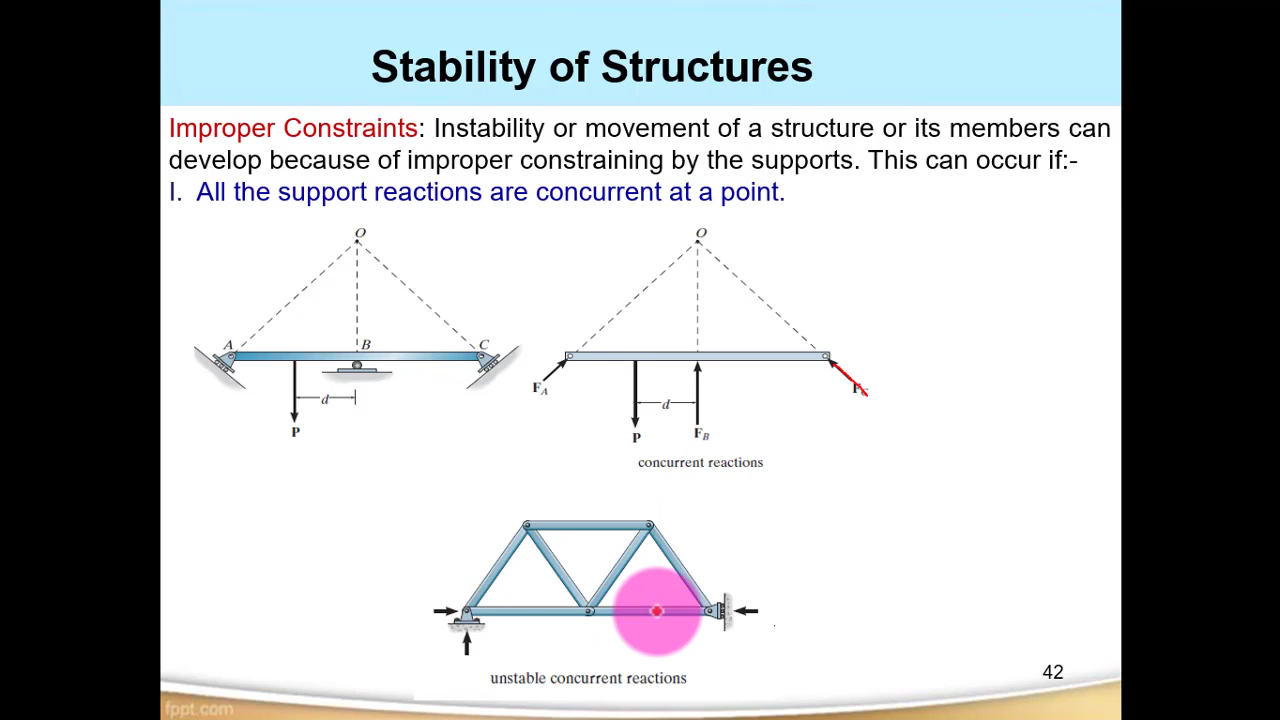 Stability of Structures
Improper Constraints: Instability or movement of a structure or its members can
develop because of improper constraining by the supports. This can occur if:-
I. All the support reactions are concurrent at a point.
O
O
A
B
C
F_A
F_C
d
d
P
P
F_B
concurrent reactions
unstable concurrent reactions
42
fppt.com